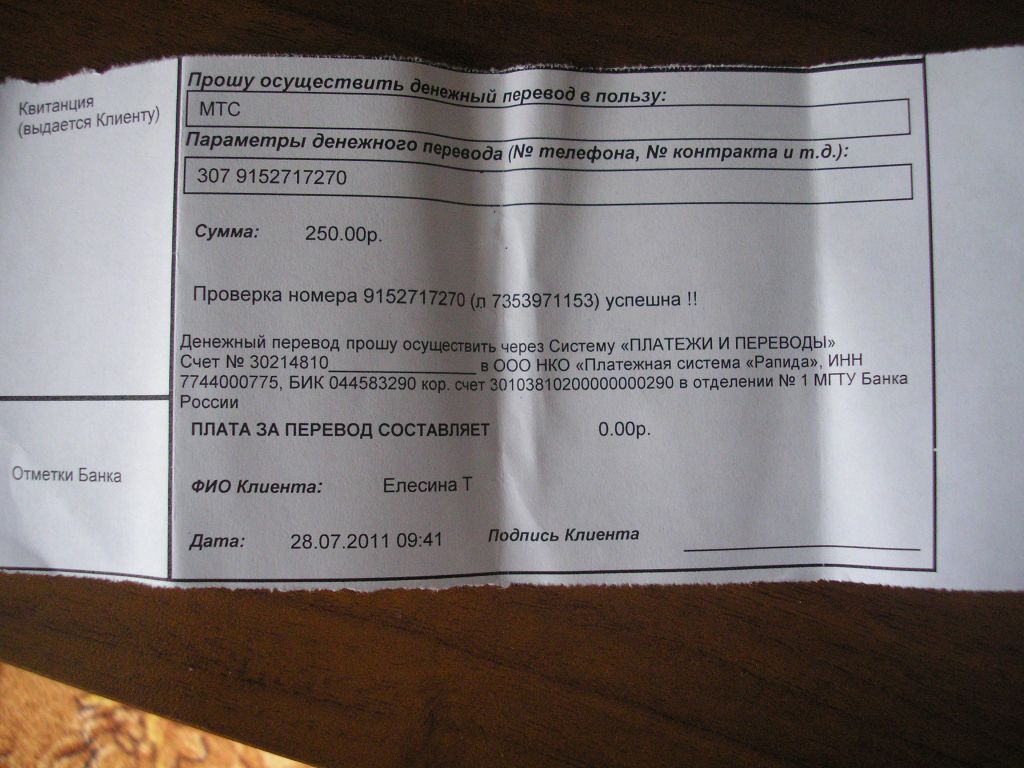 Квитанция
(выдается Клиенту)
Прошу осуществить денежный перевод в пользу:
МТС
Параметры денежного перевода (№ телефона, № контракта и т.д.):
307 9152717270
Сумма: 250.00р.
Проверка номера 9152717270 (л 7353971153) успешна !!
Денежный перевод прошу осуществить через Систему «ПЛАТЕЖИ И ПЕРЕВОДЫ»
Счет № 30214810_______________ в ООО НКО «Платежная система «Рапида», ИНН
7744000775, БИК 044583290 кор. счет 30103810200000000290 в отделении № 1 МГТУ Банка
России
ПЛАТА ЗА ПЕРЕВОД СОСТАВЛЯЕТ 0.00р.
Отметки Банка
ФИО Клиента: Елесина Т
Дата: 28.07.2011 09:41 Подпись Клиента